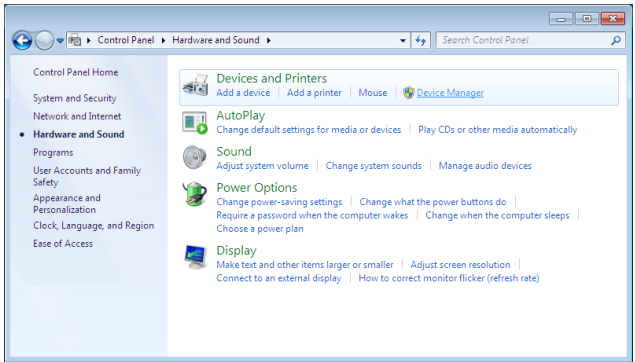 Control Panel Hardware and Sound Search Control Panel
Control Panel Home
System and Security
Network and Internet
Hardware and Sound
Programs
User Accounts and Family
Safety
Appearance and
Personalization
Clock, Language, and Region
Ease of Access
Devices and Printers
Add a device Add a printer Mouse Device Manager
AutoPlay
Change default settings for media or devices Play CDs or other media automatically
Sound
Adjust system volume Change system sounds Manage audio devices
Power Options
Change power-saving settings Change what the power buttons do
Require a password when the computer wakes Change when the computer sleeps
Choose a power plan
Display
Make text and other items larger or smaller Adjust screen resolution
Connect to an external display How to correct monitor flicker (refresh rate)